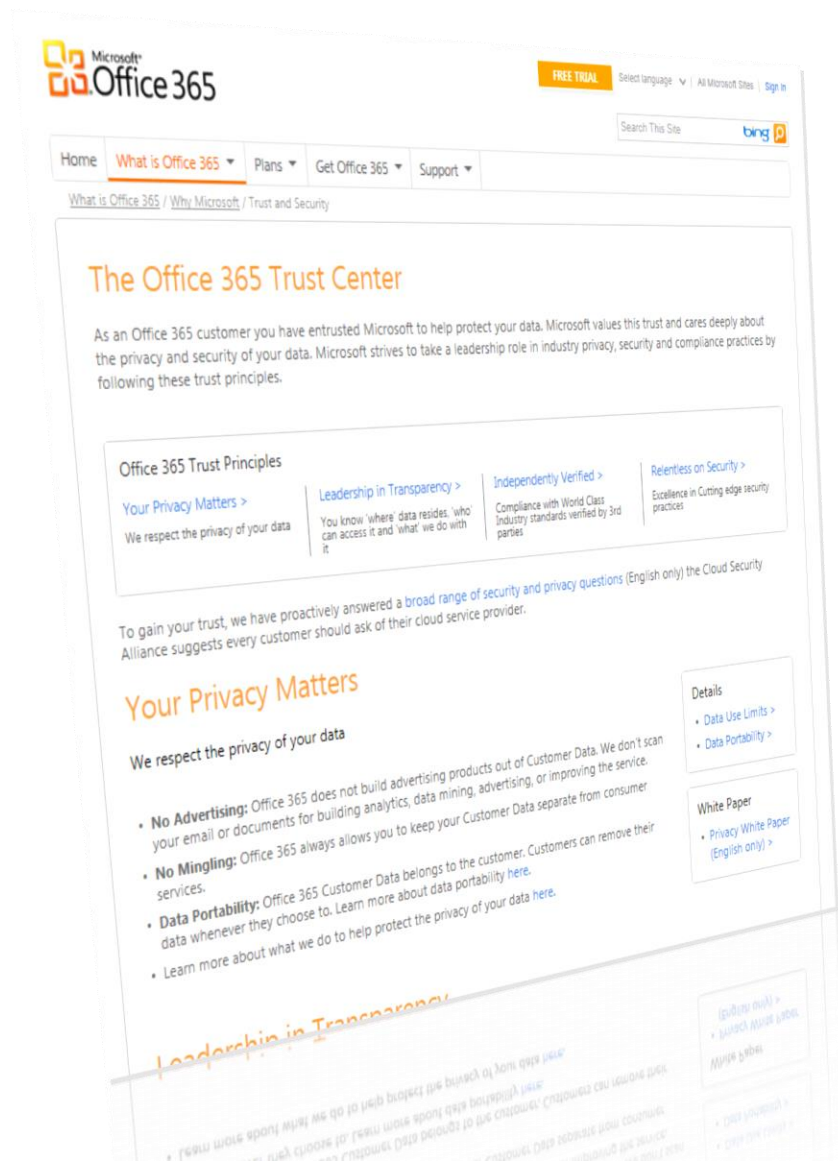 Microsoft®
Office 365
FREE TRIAL Select language | All Microsoft Sites | Sign In
Search This Site bing
Home What is Office 365 Plans Get Office 365 Support
What is Office 365 / Why Microsoft / Trust and Security
The Office 365 Trust Center
As an Office 365 customer you have entrusted Microsoft to help protect your data. Microsoft values this trust and cares deeply about
the privacy and security of your data. Microsoft strives to take a leadership role in industry privacy, security and compliance practices by
following these trust principles.
Office 365 Trust Principles
Your Privacy Matters >
We respect the privacy of your data
Leadership in Transparency >
You know 'where' data resides, 'who'
can access it and 'what' we do with
it
Independently Verified >
Compliance with World Class
Industry standards verified by 3rd
parties
Relentless on Security >
Excellence in Cutting edge security
practices
To gain your trust, we have proactively answered a broad range of security and privacy questions (English only) the Cloud Security
Alliance suggests every customer should ask of their cloud service provider.
Your Privacy Matters
We respect the privacy of your data
• No Advertising: Office 365 does not build advertising products out of Customer Data. We don't scan
your email or documents for building analytics, data mining, advertising, or improving the service.
• No Mingling: Office 365 always allows you to keep your Customer Data separate from consumer
services.
• Data Portability: Office 365 Customer Data belongs to the customer. Customers can remove their
data whenever they choose to. Learn more about data portability here.
• Learn more about what we do to help protect the privacy of your data here.
Details
• Data Use Limits >
• Data Portability >
White Paper
• Privacy White Paper
(English only) >
Leadership in Transparency